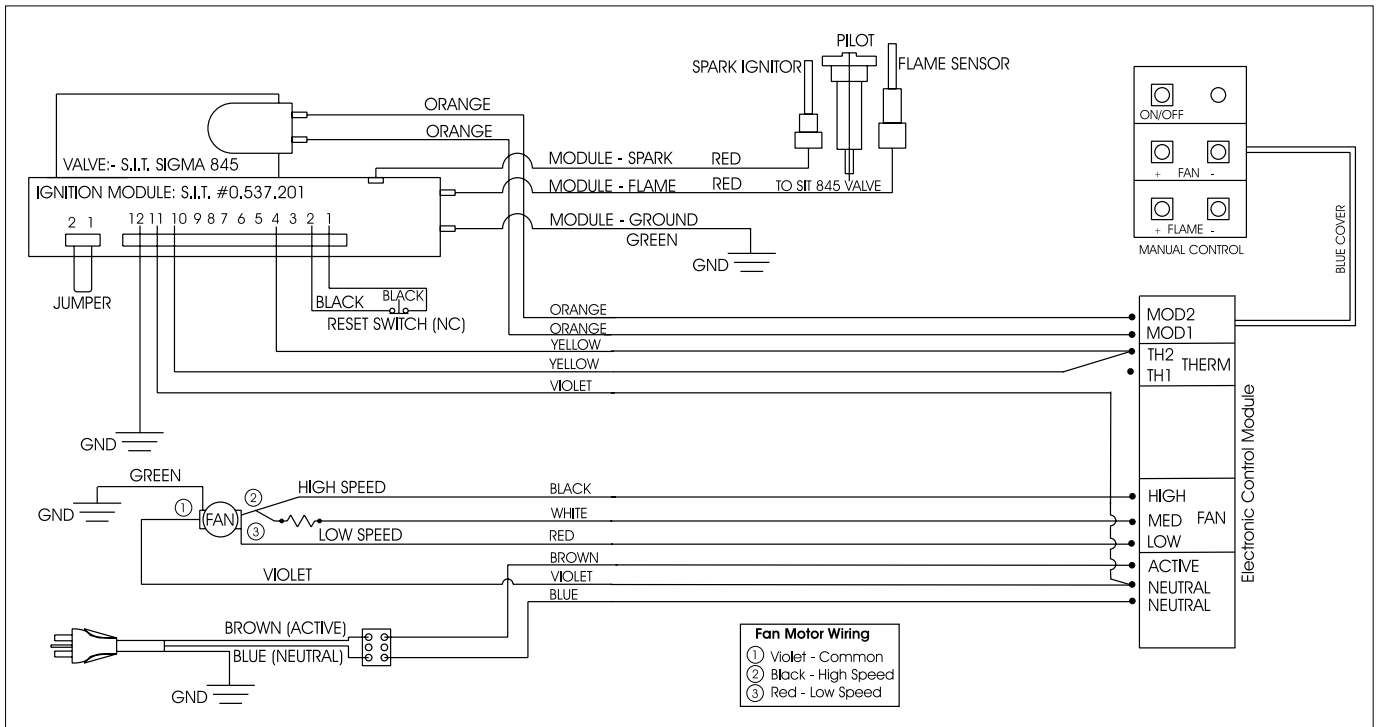 PILOT
SPARK IGNITOR
FLAME SENSOR
ORANGE
ORANGE
ON/OFF
VALVE:- S.I.T. SIGMA 845
MODULE - SPARK RED
IGNITION MODULE: S.I.T. #0.537.201
MODULE - FLAME RED
TO SIT 845 VALVE
+ FAN -
2 1
12 11 10 9 8 7 6 5 4 3 2 1
MODULE - GROUND
GREEN
+ FLAME -
MANUAL CONTROL
BLUE COVER
GND
JUMPER
BLACK
BLACK
RESET SWITCH (NC)
ORANGE
MOD2
ORANGE
MOD1
YELLOW
TH2
THERM
YELLOW
TH1
VIOLET
GND
Electronic Control Module
GREEN
GND
1
FAN
2
HIGH SPEED
BLACK
HIGH
WHITE
MED
FAN
3
LOW SPEED
RED
LOW
BROWN
ACTIVE
VIOLET
VIOLET
NEUTRAL
BLUE
NEUTRAL
BROWN (ACTIVE)
BLUE (NEUTRAL)
GND
Fan Motor Wiring
1 Violet - Common
2 Black - High Speed
3 Red - Low Speed